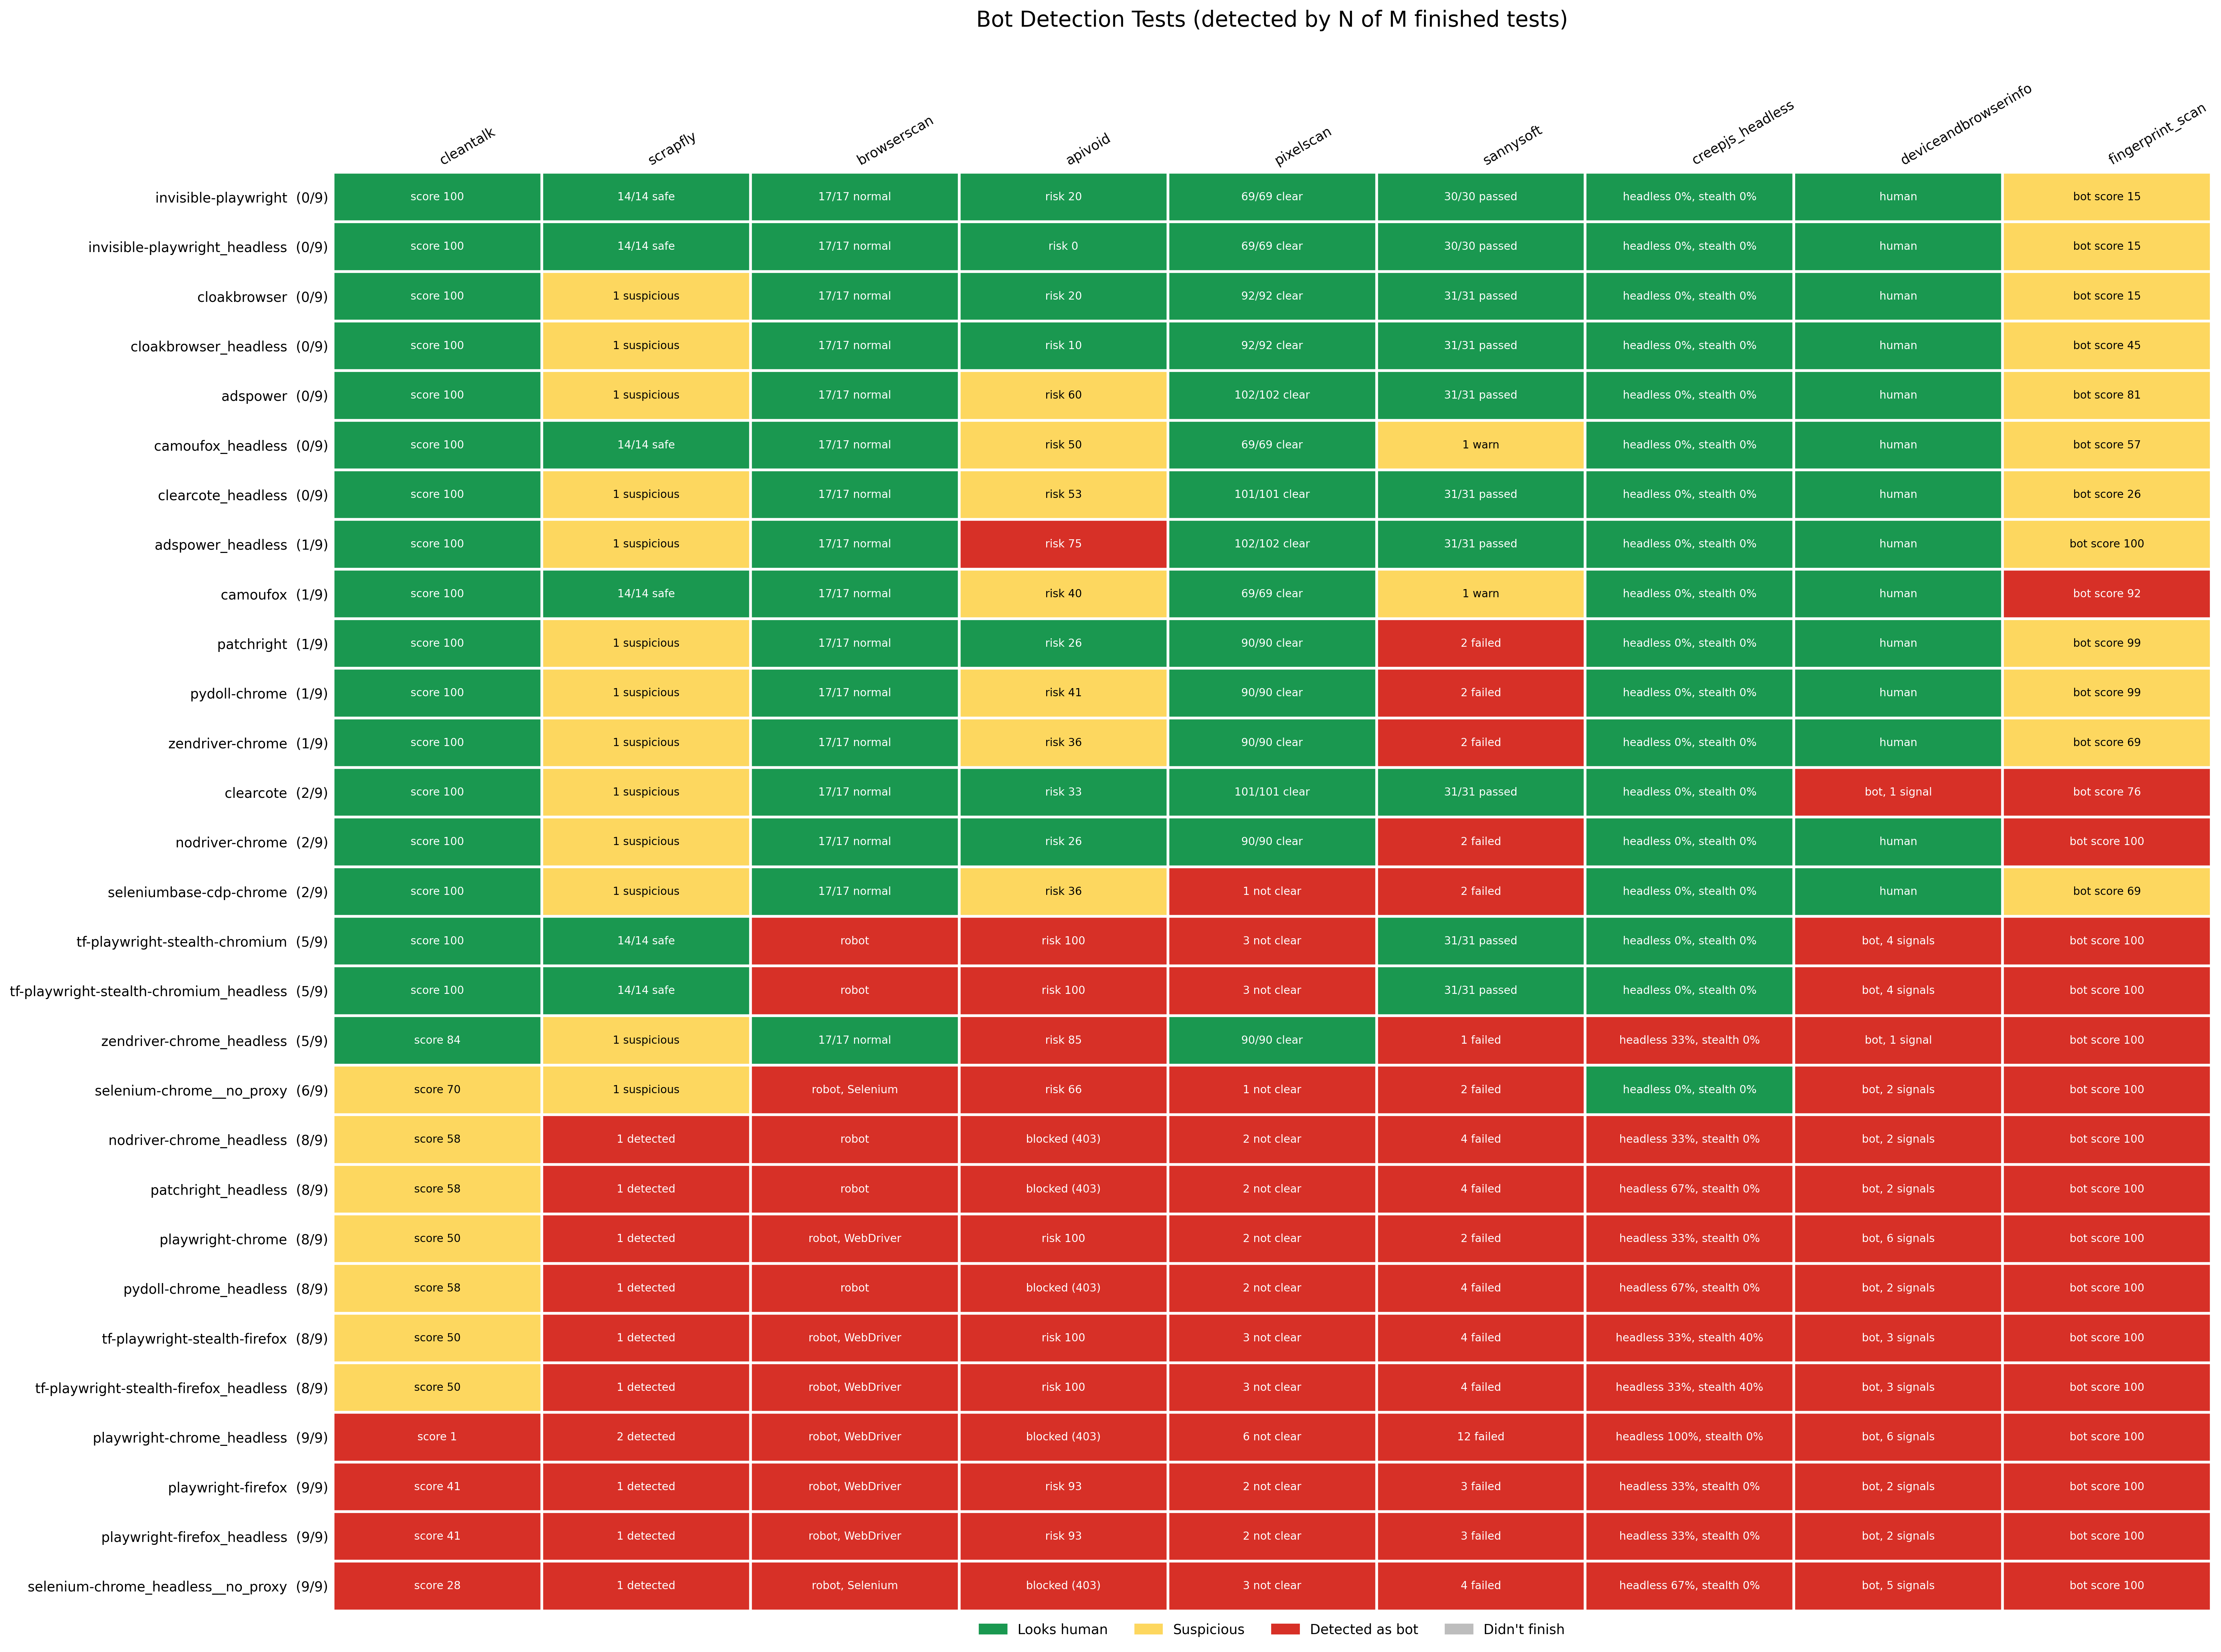 Bot Detection Tests (detected by N of M finished tests)
cleantalk scrapfly browserscan apivoid pixelscan sannysoft creepjs_headless deviceandbrowserinfo fingerprint_scan
invisible-playwright (0/9) score 100 14/14 safe 17/17 normal risk 20 69/69 clear 30/30 passed headless 0%, stealth 0% human bot score 15
invisible-playwright_headless (0/9) score 100 14/14 safe 17/17 normal risk 0 69/69 clear 30/30 passed headless 0%, stealth 0% human bot score 15
cloakbrowser (0/9) score 100 1 suspicious 17/17 normal risk 20 92/92 clear 31/31 passed headless 0%, stealth 0% human bot score 15
cloakbrowser_headless (0/9) score 100 1 suspicious 17/17 normal risk 10 92/92 clear 31/31 passed headless 0%, stealth 0% human bot score 45
adspower (0/9) score 100 1 suspicious 17/17 normal risk 60 102/102 clear 31/31 passed headless 0%, stealth 0% human bot score 81
camoufox_headless (0/9) score 100 14/14 safe 17/17 normal risk 50 69/69 clear 1 warn headless 0%, stealth 0% human bot score 57
clearcote_headless (0/9) score 100 1 suspicious 17/17 normal risk 53 101/101 clear 31/31 passed headless 0%, stealth 0% human bot score 26
adspower_headless (1/9) score 100 1 suspicious 17/17 normal risk 75 102/102 clear 31/31 passed headless 0%, stealth 0% human bot score 100
camoufox (1/9) score 100 14/14 safe 17/17 normal risk 40 69/69 clear 1 warn headless 0%, stealth 0% human bot score 92
patchright (1/9) score 100 1 suspicious 17/17 normal risk 26 90/90 clear 2 failed headless 0%, stealth 0% human bot score 99
pydoll-chrome (1/9) score 100 1 suspicious 17/17 normal risk 41 90/90 clear 2 failed headless 0%, stealth 0% human bot score 99
zendriver-chrome (1/9) score 100 1 suspicious 17/17 normal risk 36 90/90 clear 2 failed headless 0%, stealth 0% human bot score 69
clearcote (2/9) score 100 1 suspicious 17/17 normal risk 33 101/101 clear 31/31 passed headless 0%, stealth 0% bot, 1 signal bot score 76
nodriver-chrome (2/9) score 100 1 suspicious 17/17 normal risk 26 90/90 clear 2 failed headless 0%, stealth 0% human bot score 100
seleniumbase-cdp-chrome (2/9) score 100 1 suspicious 17/17 normal risk 36 1 not clear 2 failed headless 0%, stealth 0% human bot score 69
tf-playwright-stealth-chromium (5/9) score 100 14/14 safe robot risk 100 3 not clear 31/31 passed headless 0%, stealth 0% bot, 4 signals bot score 100
tf-playwright-stealth-chromium_headless (5/9) score 100 14/14 safe robot risk 100 3 not clear 31/31 passed headless 0%, stealth 0% bot, 4 signals bot score 100
zendriver-chrome_headless (5/9) score 84 1 suspicious 17/17 normal risk 85 90/90 clear 1 failed headless 33%, stealth 0% bot, 1 signal bot score 100
selenium-chrome__no_proxy (6/9) score 70 1 suspicious robot, Selenium risk 66 1 not clear 2 failed headless 0%, stealth 0% bot, 2 signals bot score 100
nodriver-chrome_headless (8/9) score 58 1 detected robot blocked (403) 2 not clear 4 failed headless 33%, stealth 0% bot, 2 signals bot score 100
patchright_headless (8/9) score 58 1 detected robot blocked (403) 2 not clear 4 failed headless 67%, stealth 0% bot, 2 signals bot score 100
playwright-chrome (8/9) score 50 1 detected robot, WebDriver risk 100 2 not clear 2 failed headless 33%, stealth 0% bot, 6 signals bot score 100
pydoll-chrome_headless (8/9) score 58 1 detected robot blocked (403) 2 not clear 4 failed headless 67%, stealth 0% bot, 2 signals bot score 100
tf-playwright-stealth-firefox (8/9) score 50 1 detected robot, WebDriver risk 100 3 not clear 4 failed headless 33%, stealth 40% bot, 3 signals bot score 100
tf-playwright-stealth-firefox_headless (8/9) score 50 1 detected robot, WebDriver risk 100 3 not clear 4 failed headless 33%, stealth 40% bot, 3 signals bot score 100
playwright-chrome_headless (9/9) score 1 2 detected robot, WebDriver blocked (403) 6 not clear 12 failed headless 100%, stealth 0% bot, 6 signals bot score 100
playwright-firefox (9/9) score 41 1 detected robot, WebDriver risk 93 2 not clear 3 failed headless 33%, stealth 0% bot, 2 signals bot score 100
playwright-firefox_headless (9/9) score 41 1 detected robot, WebDriver risk 93 2 not clear 3 failed headless 33%, stealth 0% bot, 2 signals bot score 100
selenium-chrome_headless__no_proxy (9/9) score 28 1 detected robot, Selenium blocked (403) 3 not clear 4 failed headless 67%, stealth 0% bot, 5 signals bot score 100
Looks human Suspicious Detected as bot Didn't finish